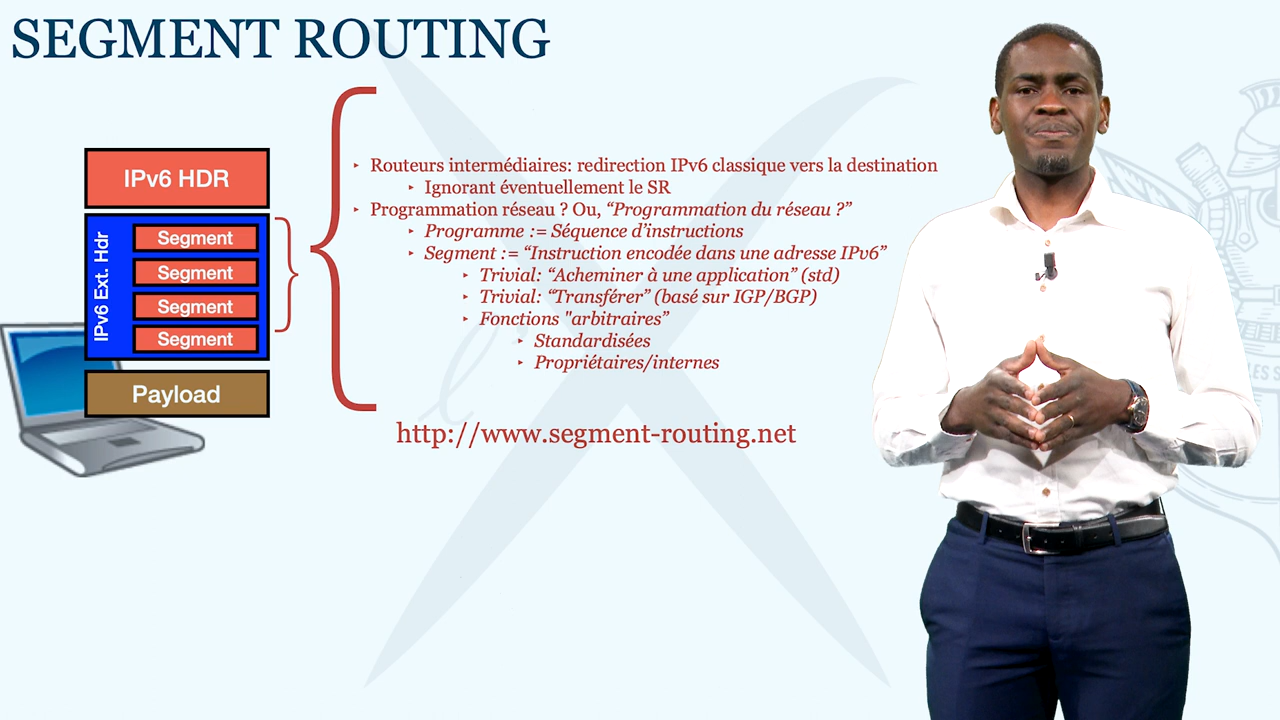 SEGMENT ROUTING
IPv6 HDR
IPv6 Ext. Hdr
Segment
Segment
Segment
Segment
Payload
‣ Routeurs intermédiaires: redirection IPv6 classique vers la destination
‣ Ignorant éventuellement le SR
‣ Programmation réseau ? Ou, “Programmation du réseau ?”
‣ Programme := Séquence d’instructions
‣ Segment := “Instruction encodée dans une adresse IPv6”
‣ Trivial: “Acheminer à une application” (std)
‣ Trivial: “Transférer” (basé sur IGP/BGP)
‣ Fonctions "arbitraires”
‣ Standardisées
‣ Propriétaires/internes
http://www.segment-routing.net